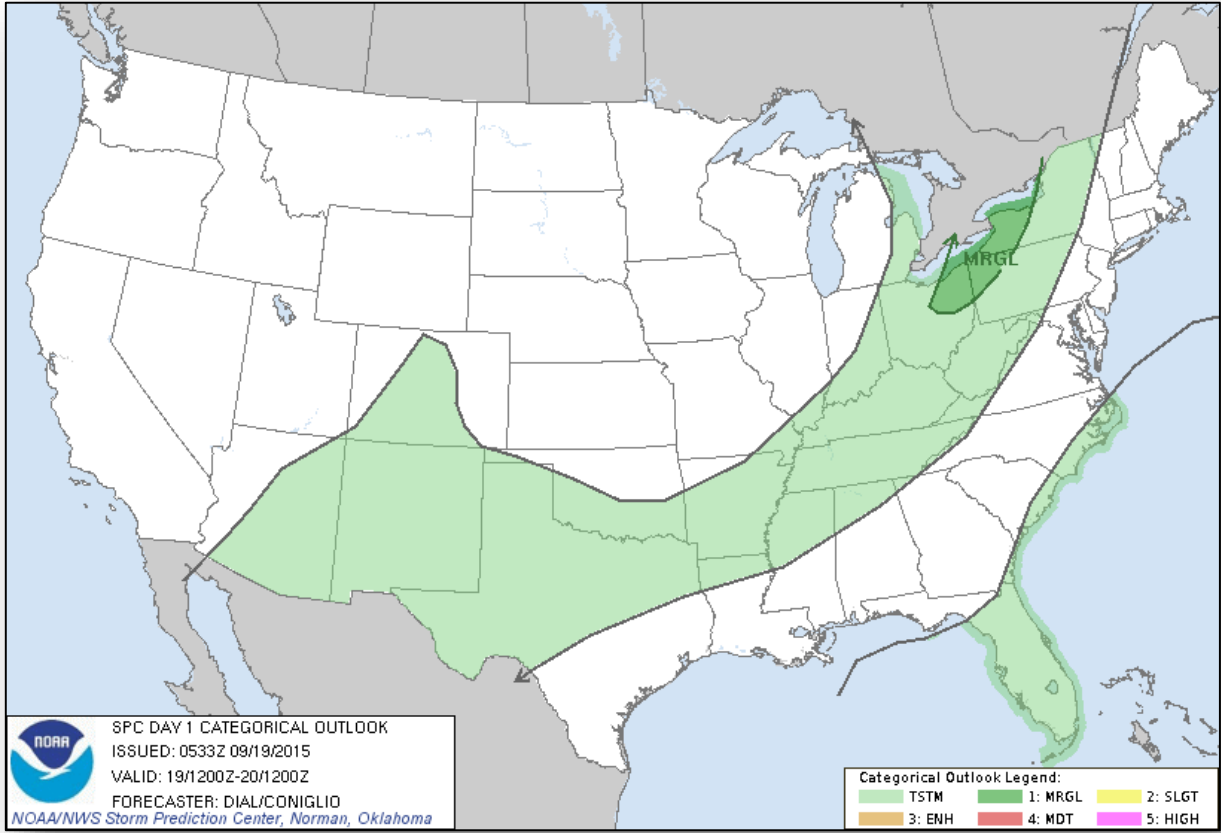 MRGL
NOAA
SPC DAY 1 CATEGORICAL OUTLOOK
ISSUED: 0533Z 09/19/2015
VALID: 19/1200Z-20/1200Z
FORECASTER: DIAL/CONIGLIO
NOAA/NWS Storm Prediction Center, Norman, Oklahoma
Categorical Outlook Legend:
TSTM 1: MRGL 2: SLGT
3: ENH 4: MDT 5: HIGH